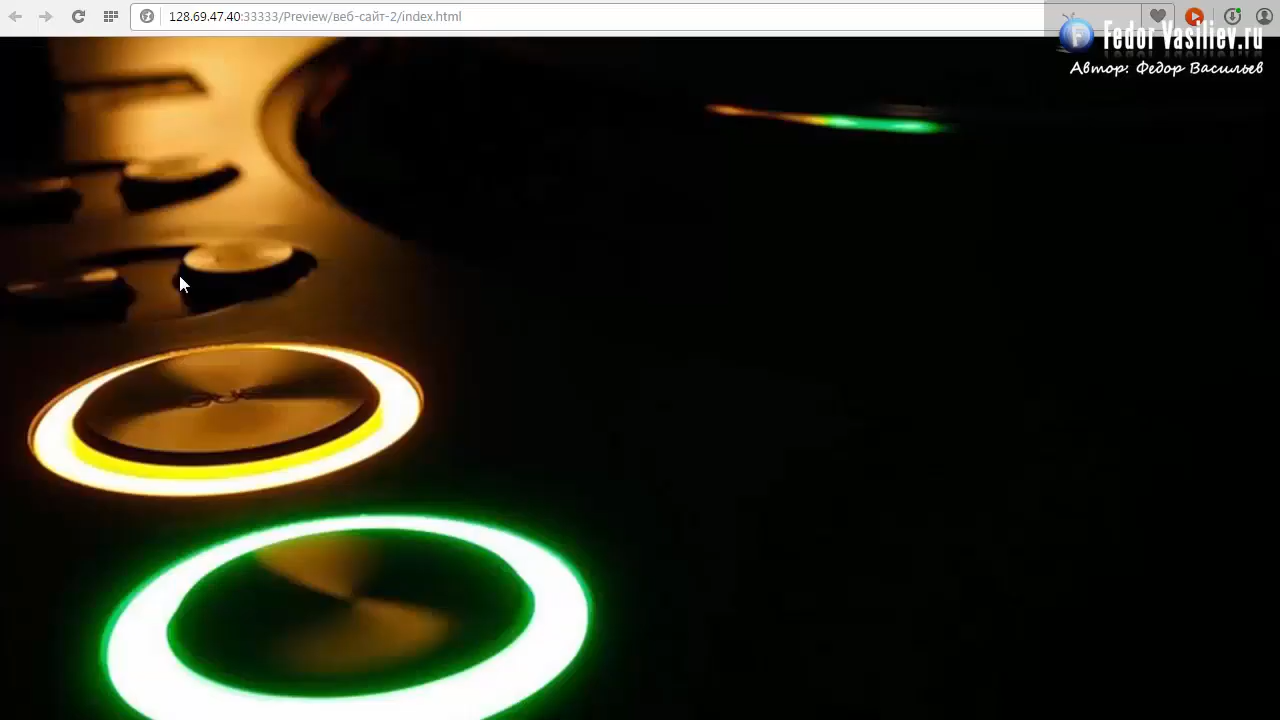 128.69.47.40:33333/Preview/веб-сайт-2/index.html
Fedor Vasiliev.ru
Автор: Федор Васильев